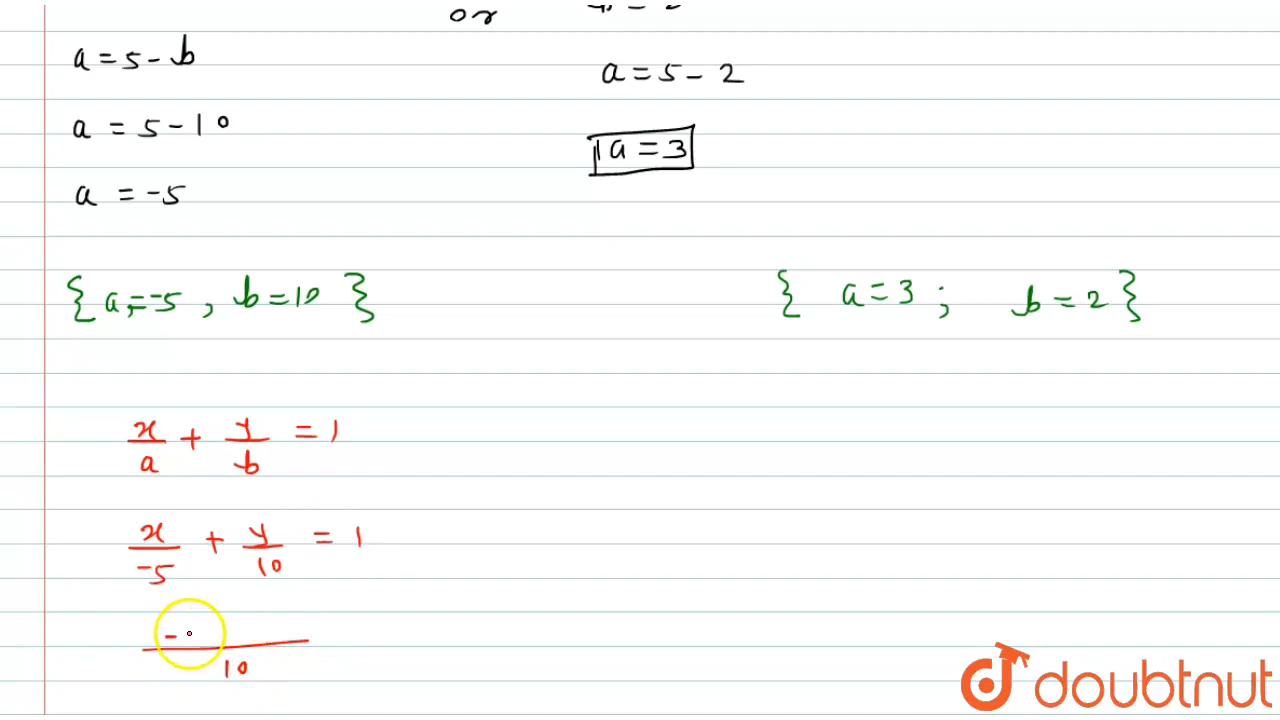 or
a = 5 - b
a = 5 - 2
a = 5 - 10
a = 3
a = -5
{ a = -5 , b = 10 }
{ a = 3 ; b = 2 }
x/a + y/b = 1
x/-5 + y/10 = 1
-
10
doubtnut